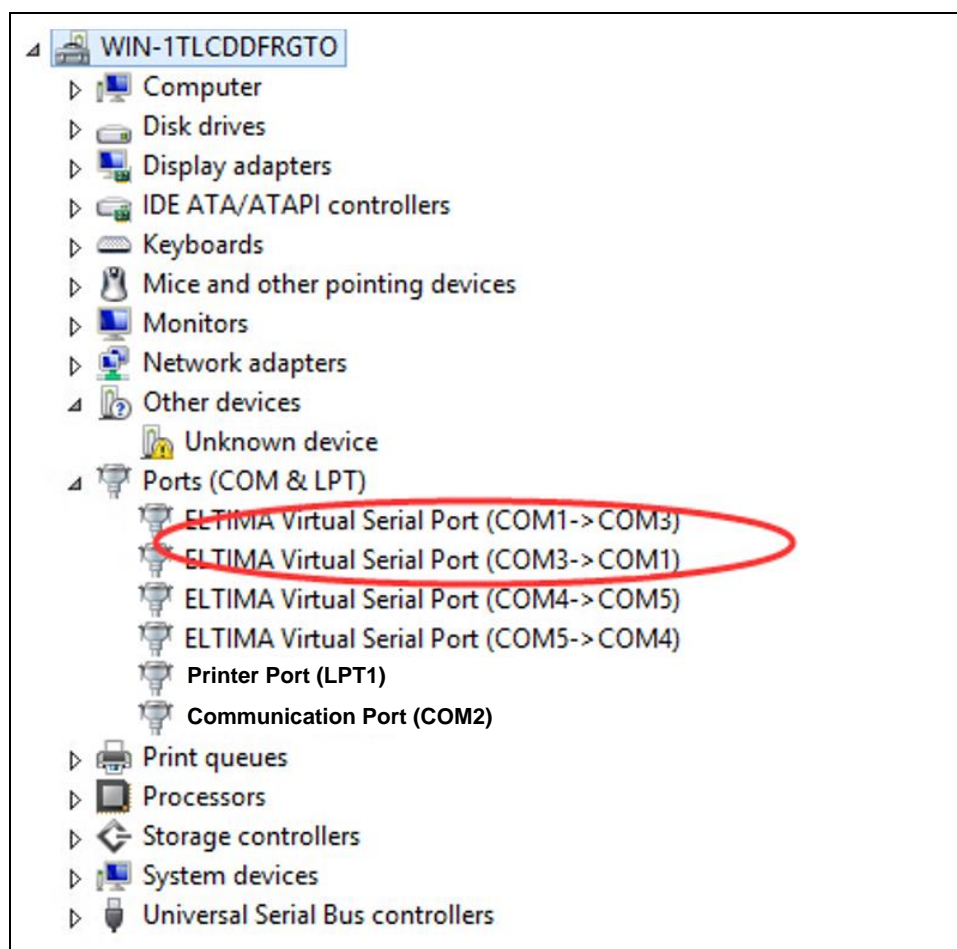 WIN-1TLCDDFRGTO
Computer
Disk drives
Display adapters
IDE ATA/ATAPI controllers
Keyboards
Mice and other pointing devices
Monitors
Network adapters
Other devices
Unknown device
Ports (COM & LPT)
ELTIMA Virtual Serial Port (COM1->COM3)
ELTIMA Virtual Serial Port (COM3->COM1)
ELTIMA Virtual Serial Port (COM4->COM5)
ELTIMA Virtual Serial Port (COM5->COM4)
Printer Port (LPT1)
Communication Port (COM2)
Print queues
Processors
Storage controllers
System devices
Universal Serial Bus controllers